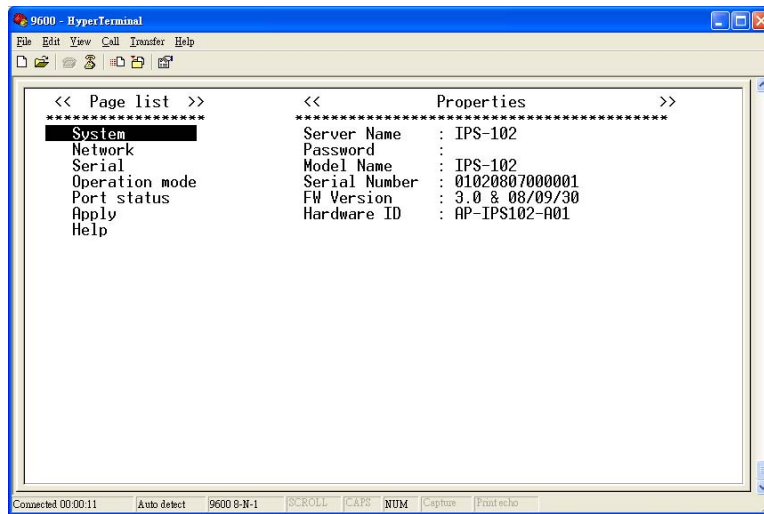 9600 - HyperTerminal
File Edit View Call Transfer Help
<< Page list >> << Properties >>
****************** *******************************************
System Server Name : IPS-102
Network Password :
Serial Model Name : IPS-102
Operation mode Serial Number : 01020807000001
Port status FW Version : 3.0 & 08/09/30
Apply Hardware ID : AP-IPS102-A01
Help
Connected 00:00:11 Auto detect 9600 8-N-1 SCROLL CAPS NUM Capture Print echo